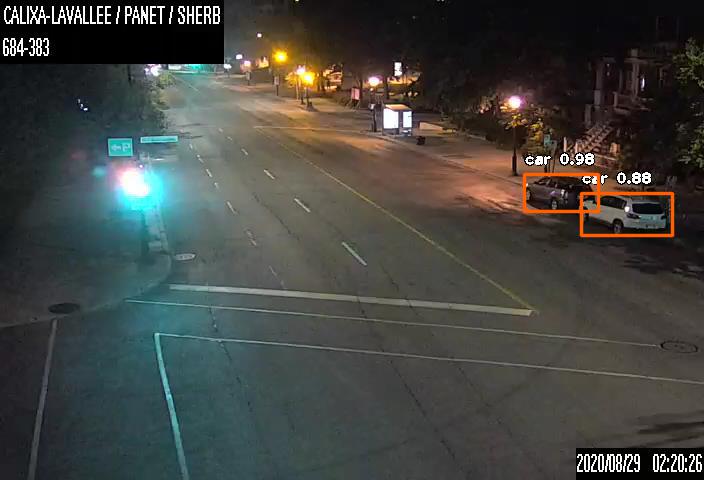 CALIXA-LAVALLEE / PANET / SHERB
684-383
car 0.98
car 0.88
P
2020/08/29 02:20:26